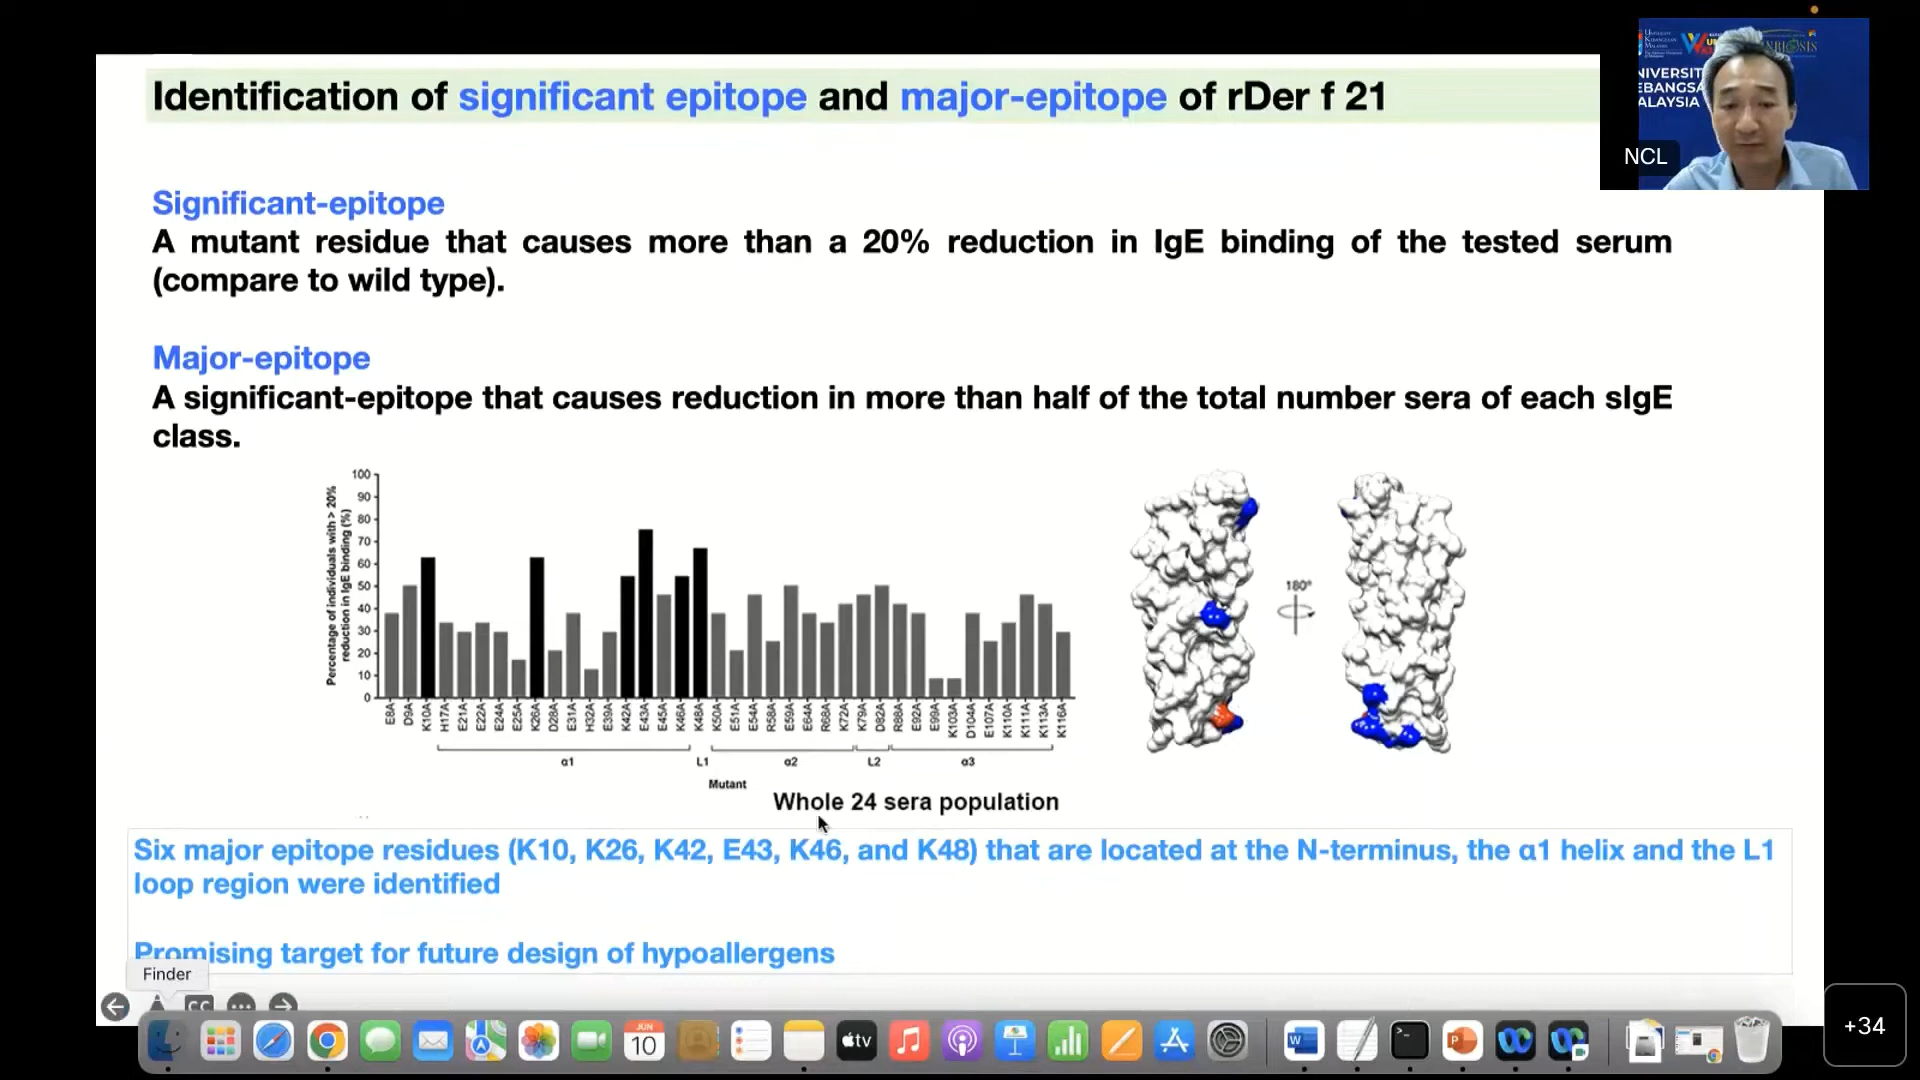 Identification of significant epitope and major-epitope of rDer f 21
NIVERSIT
EBANGSA
ALAYSIA
NCL
Significant-epitope
A mutant residue that causes more than a 20% reduction in IgE binding of the tested serum
(compare to wild type).
Major-epitope
A significant-epitope that causes reduction in more than half of the total number sera of each sIgE
class.
Percentage of individuals with > 20%
reduction in IgE binding (%)
100
90
80
70
60
50
40
30
20
10
0
E8A
D9A
K10A
H17A
E21A
E22A
E24A
E25A
K26A
D28A
E31A
H32A
E39A
K42A
E43A
E45A
K46A
K48A
K50A
E51A
E54A
R58A
E59A
E64A
R68A
K72A
K79A
D82A
R88A
E92A
E99A
K103A
D104A
E107A
K110A
K111A
K113A
K116A
α1
L1
α2
L2
α3
Mutant
180°
Whole 24 sera population
Six major epitope residues (K10, K26, K42, E43, K46, and K48) that are located at the N-terminus, the α1 helix and the L1
loop region were identified
Promising target for future design of hypoallergens
Finder
CC
JUN
10
tv
W
P
+34